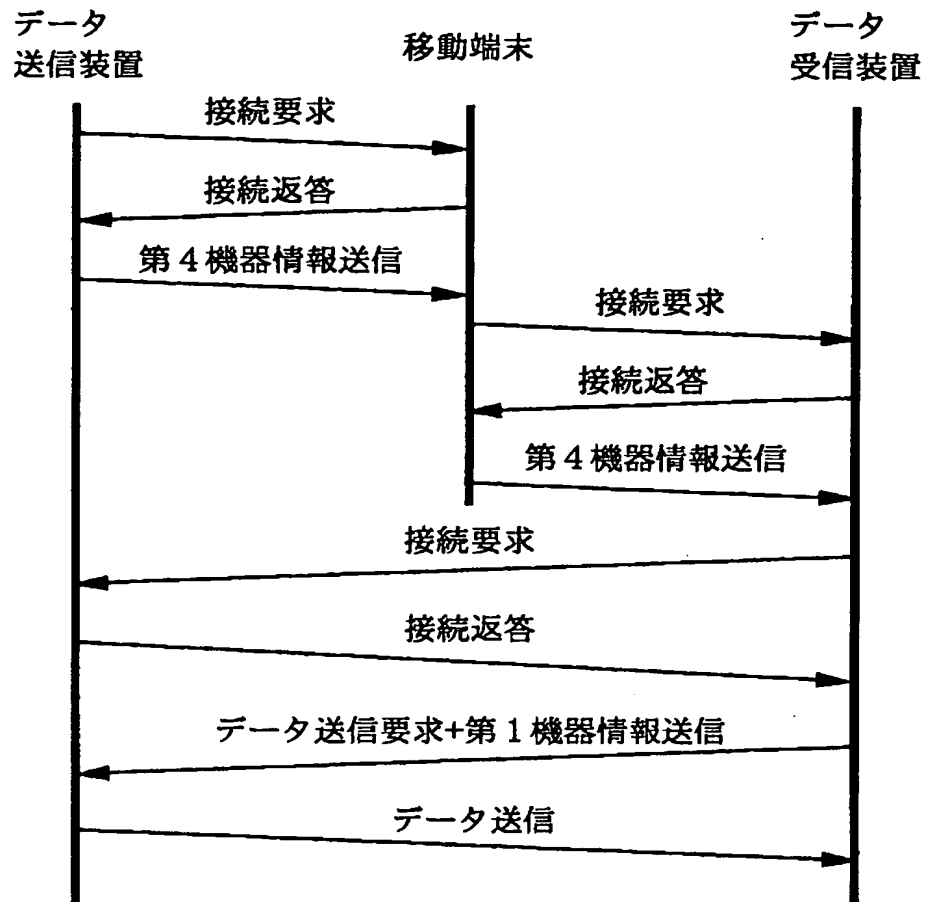 データ
送信装置
移動端末
データ
受信装置
接続要求
接続返答
第4機器情報送信
接続要求
接続返答
第4機器情報送信
接続要求
接続返答
データ送信要求+第1機器情報送信
データ送信